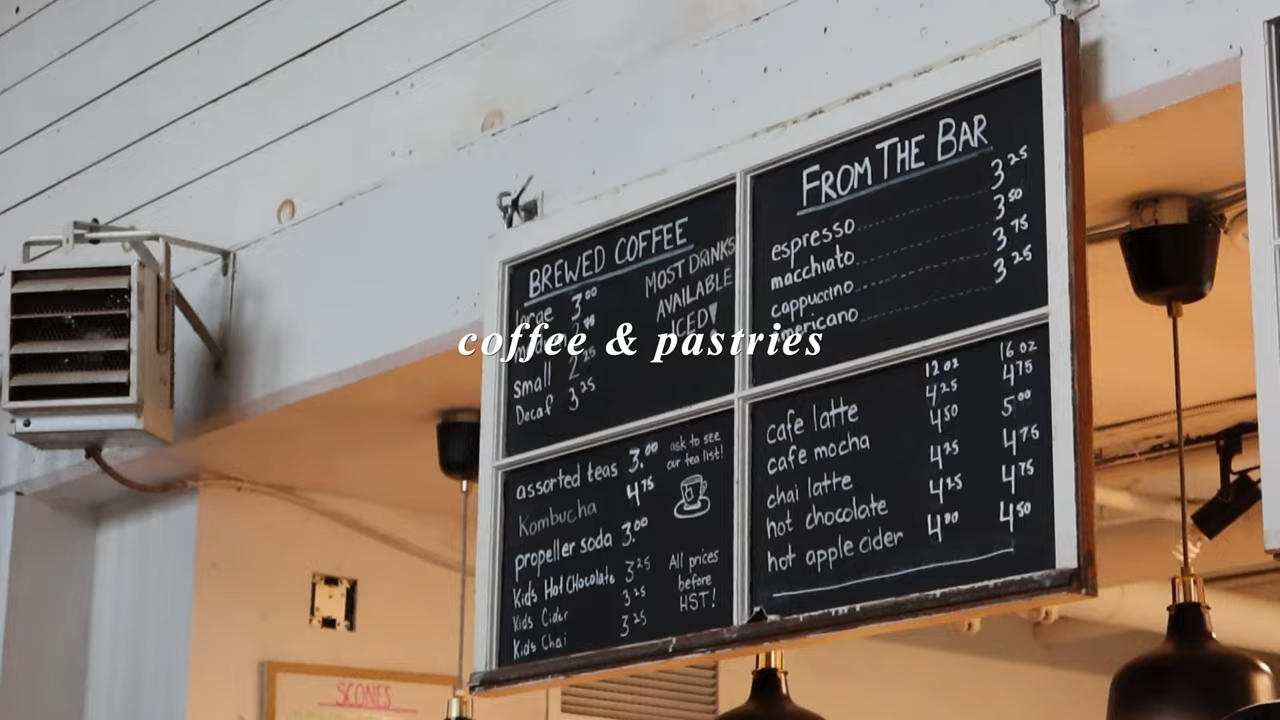 coffee & pastries
BREWED COFFEE
large 3.00
small 2.25
Decaf 3.25
MOST DRINKS
AVAILABLE
ICED!
FROM THE BAR
espresso 3.25
macchiato 3.50
cappuccino 3.75
americano 3.25
assorted teas 3.00
Kombucha 4.75
propeller soda 3.00
Kids Hot CHocolate 3.25
Kids Cider 3.25
Kids Chai 3.25
ask to see
our tea list!
All prices
before
HST!
12 oz 16 oz
cafe latte 4.25 4.75
cafe mocha 4.50 5.00
chai latte 4.25 4.75
hot chocolate 4.25 4.75
hot apple cider 4.00 4.50
SCONES